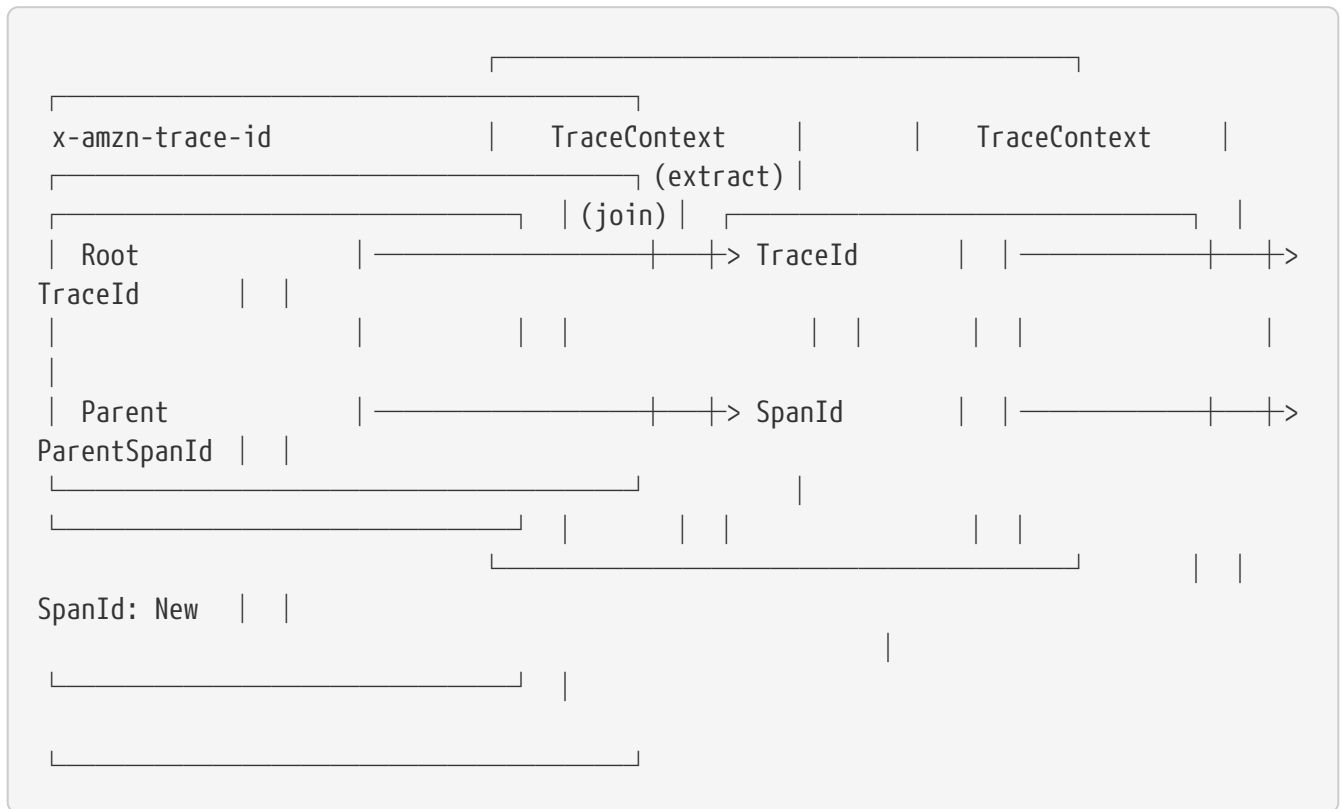 x-amzn-trace-id │ TraceContext │ │ TraceContext │
(extract) │
│ (join) │ │
│ Root │ ─────────────────┼───┼> TraceId │ │ ────────────┼───┼>
TraceId │ │
│ Parent │ ─────────────────┼───┼> SpanId │ │ ────────────┼───┼>
ParentSpanId │ │
SpanId: New │ │